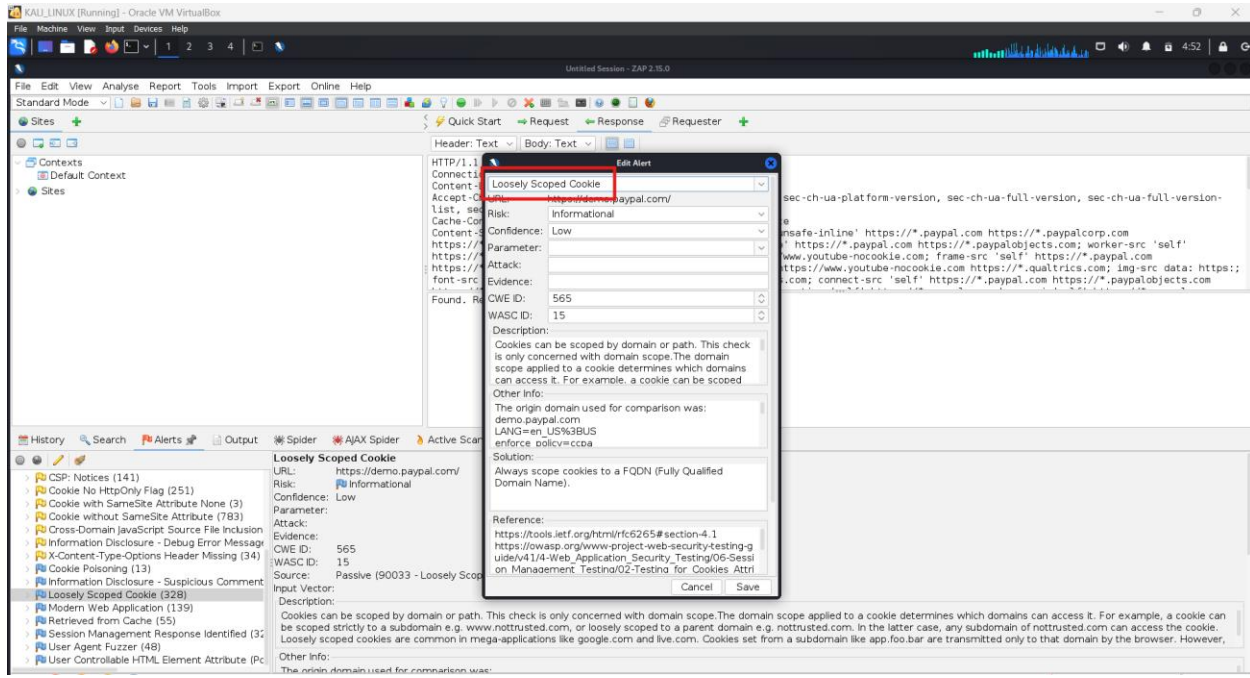 KALI_LINUX [Running] - Oracle VM VirtualBox
File Machine View Input Devices Help
1 2 3 4
4:52
Untitled Session - ZAP 2.15.0
File Edit View Analyse Report Tools Import Export Online Help
Standard Mode
Sites
Quick Start Request Response Requester
Header: Text Body: Text
Contexts
Default Context
Sites
HTTP/1.1
Connecti
Content-
Accept-C
list, sec
Cache-Con
Content-S
https://
https://
https://
font-src
Found. Re
sec-ch-ua-platform-version, sec-ch-ua-full-version, sec-ch-ua-full-version-
unsafe-inline' https://*.paypal.com https://*.paypalcorp.com
https://*.paypal.com https://*.paypalobjects.com; worker-src 'self'
www.youtube-nocookie.com; frame-src 'self' https://*.paypal.com
https://www.youtube-nocookie.com https://*.qualtrics.com; img-src data: https:;
.com; connect-src 'self' https://*.paypal.com https://*.paypalobjects.com
Edit Alert
Loosely Scoped Cookie
URL: https://demo.paypal.com/
Risk: Informational
Confidence: Low
Parameter:
Attack:
Evidence:
CWE ID: 565
WASC ID: 15
Description:
Cookies can be scoped by domain or path. This check
is only concerned with domain scope.The domain
scope applied to a cookie determines which domains
can access it. For example, a cookie can be scoped
Other Info:
The origin domain used for comparison was:
demo.paypal.com
LANG=en_US%3BUS
enforce_policy=ccpa
Solution:
Always scope cookies to a FQDN (Fully Qualified
Domain Name).
Reference:
https://tools.ietf.org/html/rfc6265#section-4.1
https://owasp.org/www-project-web-security-testing-g
uide/v41/4-Web_Application_Security_Testing/06-Sessi
on_Management_Testing/02-Testing_for_Cookies_Attri
Cancel Save
History Search Alerts Output Spider AJAX Spider Active Scan
CSP: Notices (141)
Cookie No HttpOnly Flag (251)
Cookie with SameSite Attribute None (3)
Cookie without SameSite Attribute (783)
Cross-Domain JavaScript Source File Inclusion
Information Disclosure - Debug Error Message
X-Content-Type-Options Header Missing (34)
Cookie Poisoning (13)
Information Disclosure - Suspicious Comment
Loosely Scoped Cookie (328)
Modern Web Application (139)
Retrieved from Cache (55)
Session Management Response Identified (32
User Agent Fuzzer (48)
User Controllable HTML Element Attribute (Po
Loosely Scoped Cookie
URL: https://demo.paypal.com/
Risk: Informational
Confidence: Low
Parameter:
Attack:
Evidence:
CWE ID: 565
WASC ID: 15
Source: Passive (90033 - Loosely Scop
Input Vector:
Description:
Cookies can be scoped by domain or path. This check is only concerned with domain scope.The domain scope applied to a cookie determines which domains can access it. For example, a cookie can
be scoped strictly to a subdomain e.g. www.nottrusted.com, or loosely scoped to a parent domain e.g. nottrusted.com. In the latter case, any subdomain of nottrusted.com can access the cookie.
Loosely scoped cookies are common in mega-applications like google.com and live.com. Cookies set from a subdomain like app.foo.bar are transmitted only to that domain by the browser. However,
Other Info:
The origin domain used for comparison was: